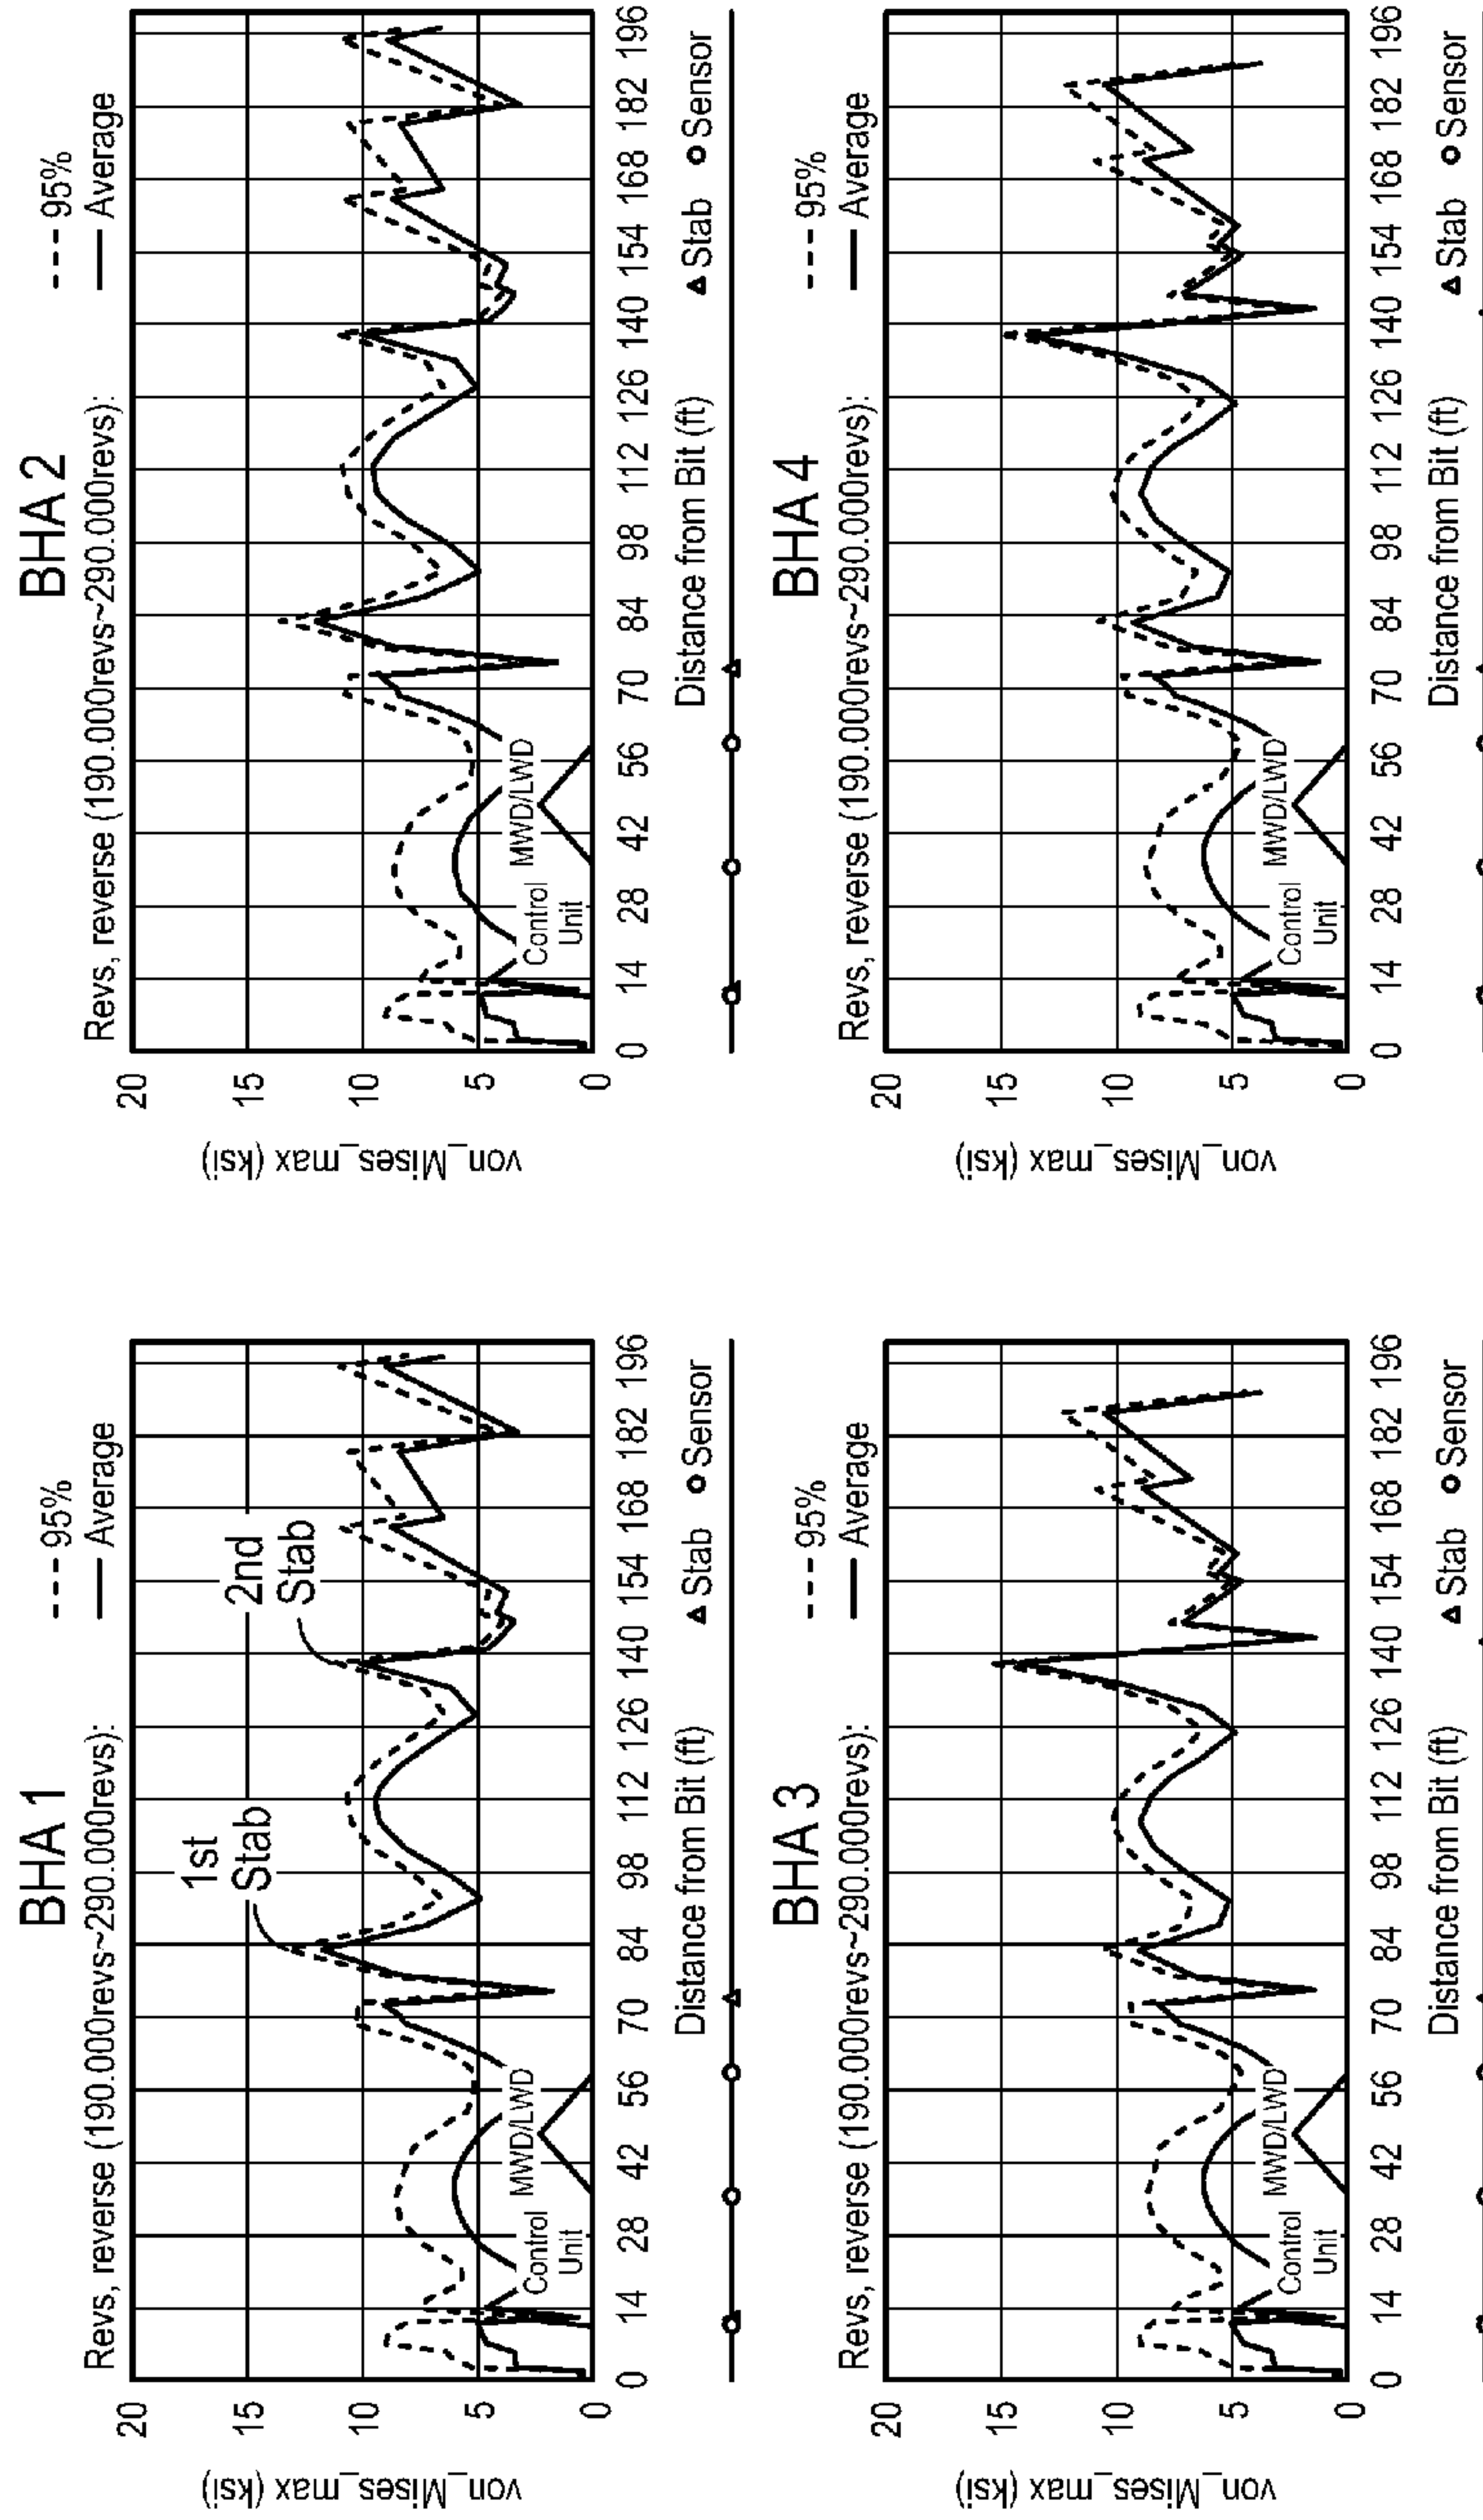 BHA 1
Revs, reverse (190.000revs~290.000revs):
--- 95%
— Average
1st
Stab
2nd
Stab
20
15
10
5
0
von_Mises_max (ksi)
Control
Unit
MWD/LWD
0 14 28 42 56 70 84 98 112 126 140 154 168 182 196
Distance from Bit (ft)
Stab
Sensor
BHA 2
Revs, reverse (190.000revs~290.000revs):
--- 95%
— Average
20
15
10
5
0
von_Mises_max (ksi)
Control
Unit
MWD/LWD
0 14 28 42 56 70 84 98 112 126 140 154 168 182 196
Distance from Bit (ft)
Stab
Sensor
BHA 3
Revs, reverse (190.000revs~290.000revs):
--- 95%
— Average
20
15
10
5
0
von_Mises_max (ksi)
Control
Unit
MWD/LWD
0 14 28 42 56 70 84 98 112 126 140 154 168 182 196
Distance from Bit (ft)
Stab
Sensor
BHA 4
Revs, reverse (190.000revs~290.000revs):
--- 95%
— Average
20
15
10
5
0
von_Mises_max (ksi)
Control
Unit
MWD/LWD
0 14 28 42 56 70 84 98 112 126 140 154 168 182 196
Distance from Bit (ft)
Stab
Sensor